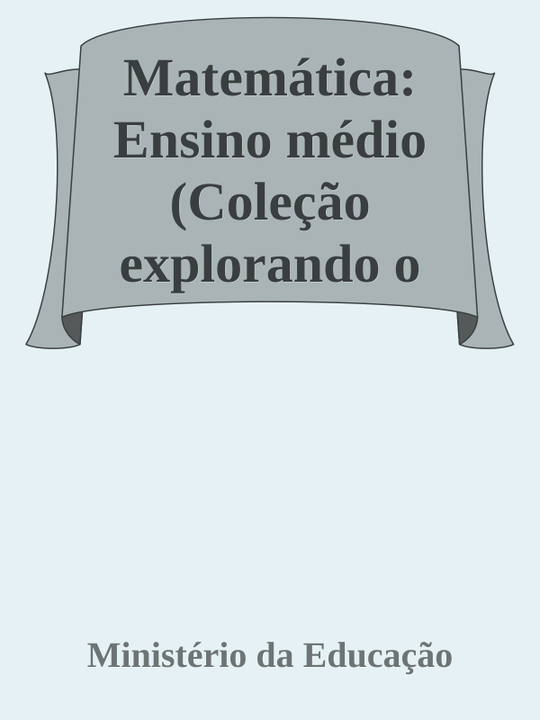 Matemática:
Ensino médio
(Coleção
explorando o
Ministério da Educação